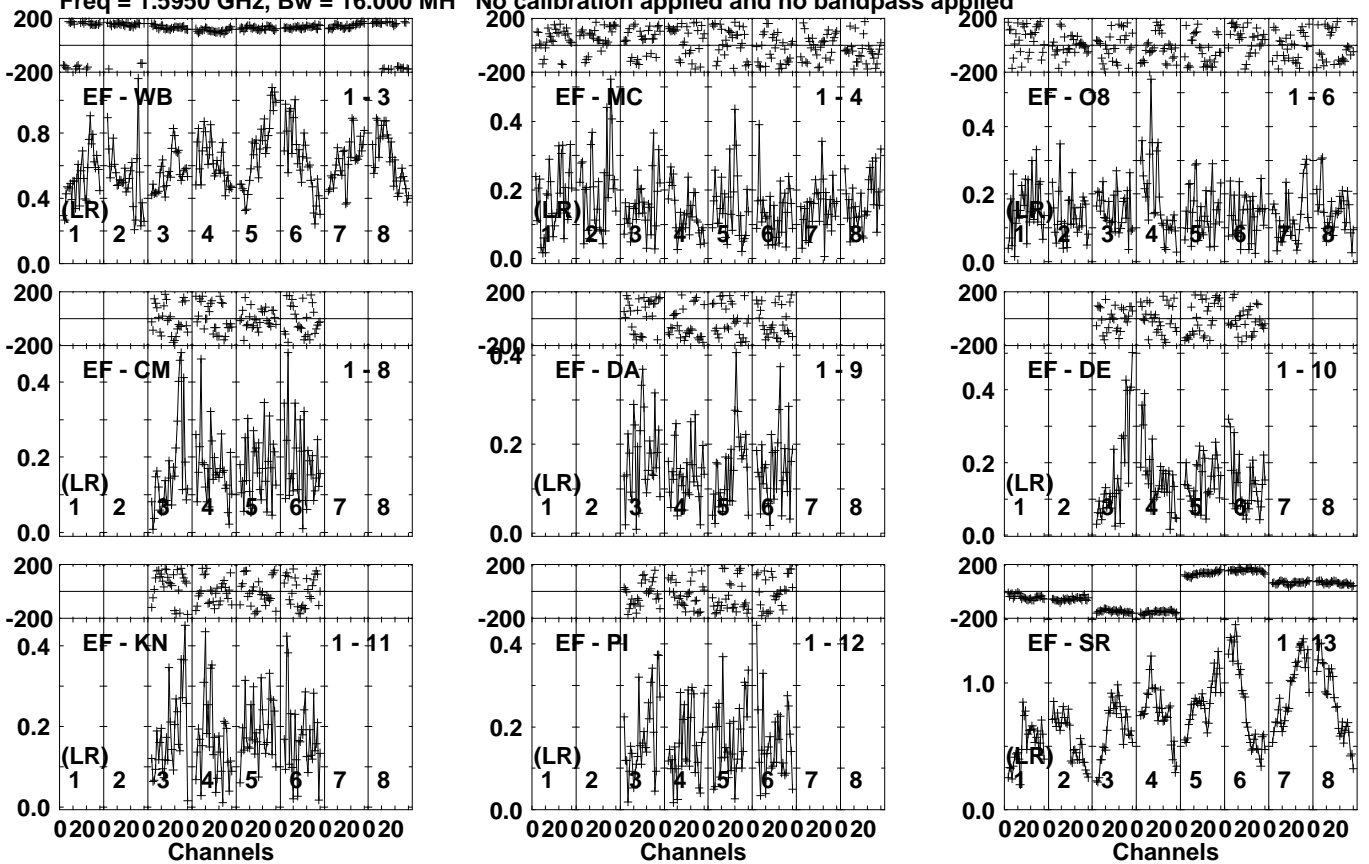 Freq = 1.5950 GHz, Bw = 16.000 MH No calibration applied and no bandpass applied
200
-200
EF - WB 1 - 3
0.8
0.4
(LR)
1 2 3 4 5 6 7 8
0.0
200
-200
EF - MC 1 - 4
0.4
0.2
(LR)
1 2 3 4 5 6 7 8
0.0
200
-200
EF - O8 1 - 6
0.4
0.2
(LR)
1 2 3 4 5 6 7 8
0.0
200
-200
EF - CM 1 - 8
0.4
0.2
(LR)
1 2 3 4 5 6 7 8
0.0
200
-200
0.4
EF - DA 1 - 9
0.2
(LR)
1 2 3 4 5 6 7 8
0.0
200
-200
EF - DE 1 - 10
0.4
0.2
(LR)
1 2 3 4 5 6 7 8
0.0
200
-200
EF - KN 1 - 11
0.4
0.2
(LR)
1 2 3 4 5 6 7 8
0.0
0 20 0 20 0 20 0 20 0 20 0 20 0 20 0 20
Channels
200
-200
EF - PI 1 - 12
0.4
0.2
(LR)
1 2 3 4 5 6 7 8
0.0
0 20 0 20 0 20 0 20 0 20 0 20 0 20 0 20
Channels
200
-200
EF - SR 1 - 13
1.0
(LR)
1 2 3 4 5 6 7 8
0.0
0 20 0 20 0 20 0 20 0 20 0 20 0 20 0 20
Channels